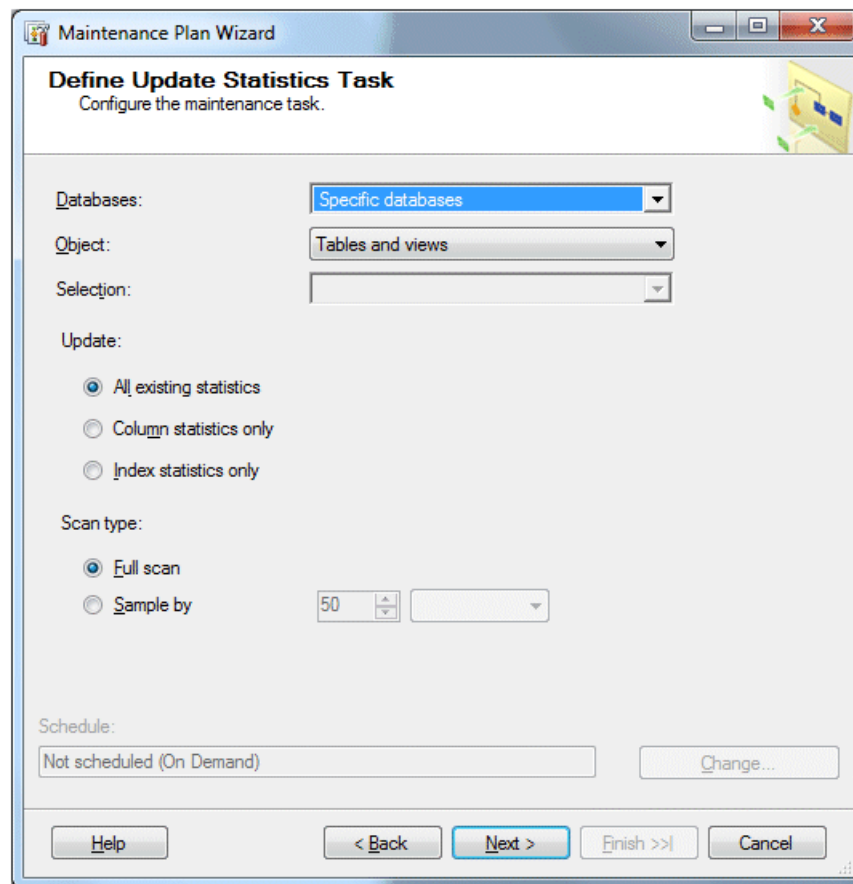 Maintenance Plan Wizard
Define Update Statistics Task
Configure the maintenance task.
Databases: Specific databases
Object: Tables and views
Selection:
Update:
All existing statistics
Column statistics only
Index statistics only
Scan type:
Full scan
Sample by 50
Schedule:
Not scheduled (On Demand) Change...
Help < Back Next > Finish >>| Cancel